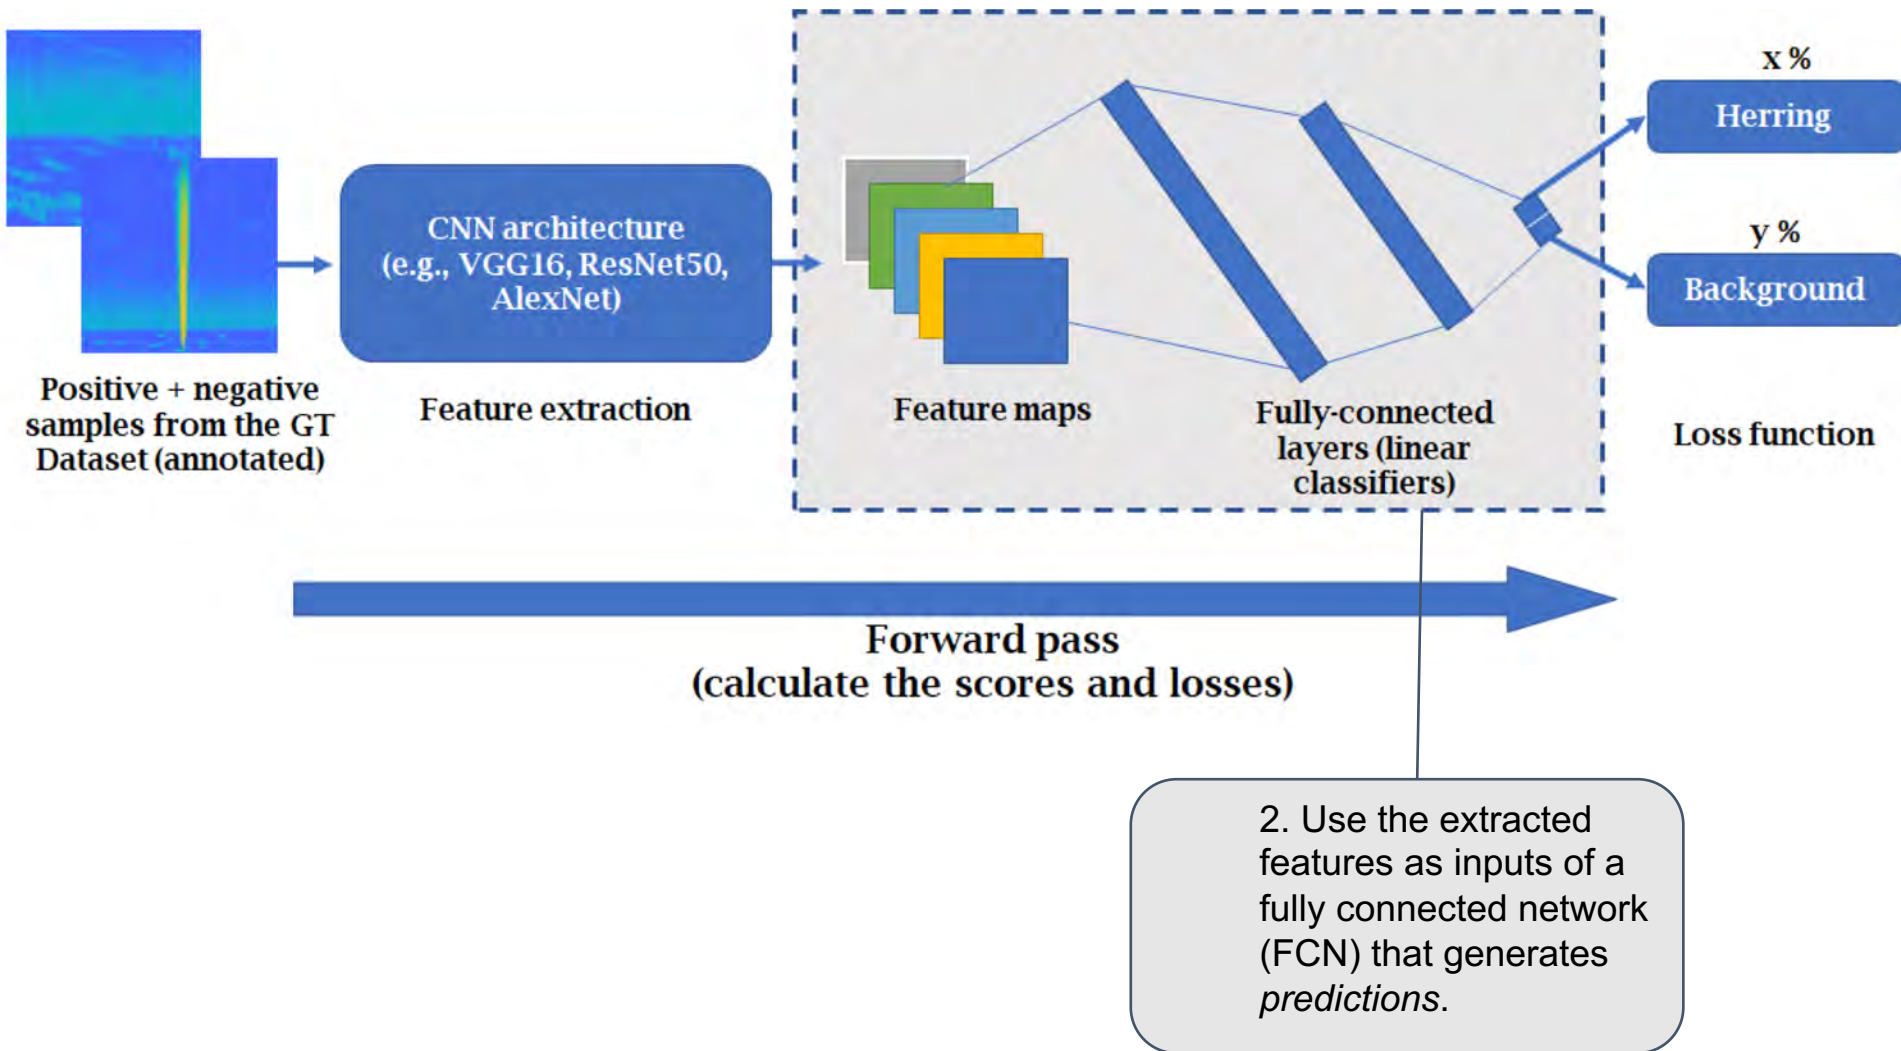 Positive + negative
samples from the GT
Dataset (annotated)
CNN architecture
(e.g., VGG16, ResNet50,
AlexNet)
Feature extraction
Feature maps
Fully-connected
layers (linear
classifiers)
x %
Herring
y %
Background
Loss function
Forward pass
(calculate the scores and losses)
2. Use the extracted
features as inputs of a
fully connected network
(FCN) that generates
predictions.